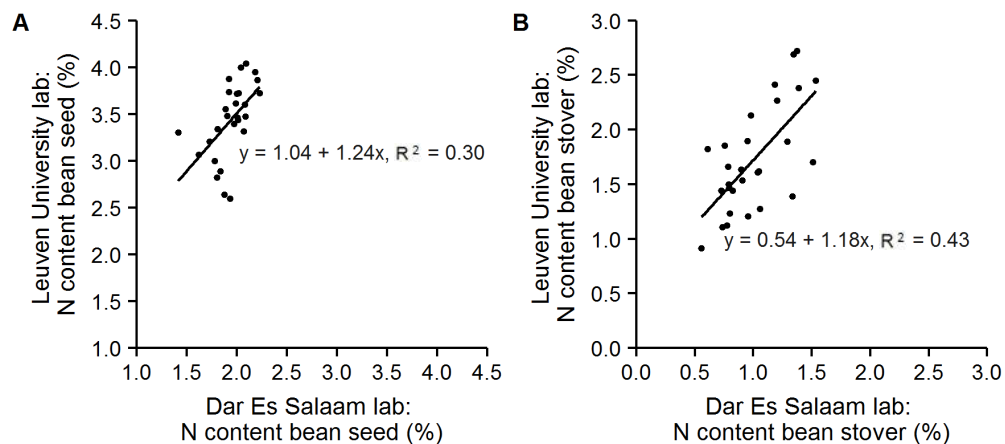 A
Leuven University lab:
N content bean seed (%)
4.5
4.0
3.5
3.0
2.5
2.0
1.5
1.0
y = 1.04 + 1.24x, R² = 0.30
1.0 1.5 2.0 2.5 3.0 3.5 4.0 4.5
Dar Es Salaam lab:
N content bean seed (%)
B
Leuven University lab:
N content bean stover (%)
3.0
2.5
2.0
1.5
1.0
0.5
0.0
y = 0.54 + 1.18x, R² = 0.43
0.0 0.5 1.0 1.5 2.0 2.5 3.0
Dar Es Salaam lab:
N content bean stover (%)